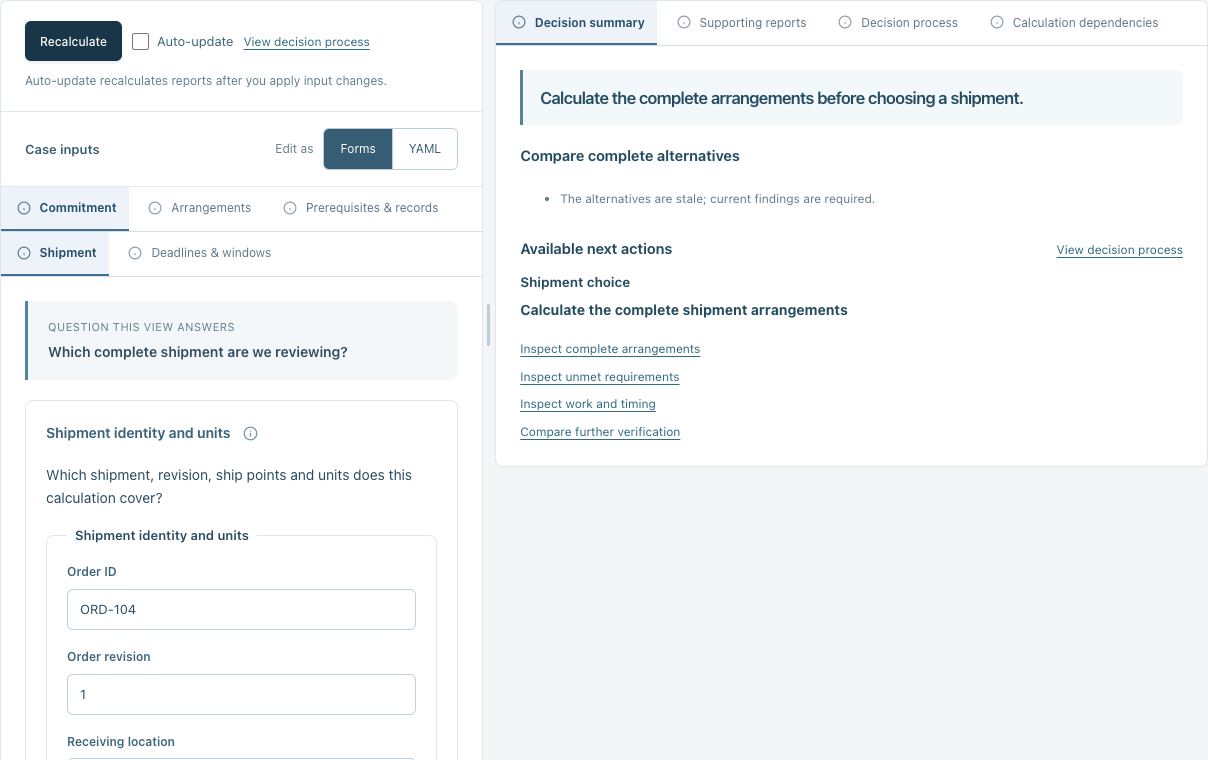 Recalculate
Auto-update
View decision process
Auto-update recalculates reports after you apply input changes.
Case inputs
Edit as
Forms
YAML
Commitment
Arrangements
Prerequisites & records
Shipment
Deadlines & windows
QUESTION THIS VIEW ANSWERS
Which complete shipment are we reviewing?
Shipment identity and units
Which shipment, revision, ship points and units does this
calculation cover?
Shipment identity and units
Order ID
ORD-104
Order revision
1
Receiving location
Decision summary
Supporting reports
Decision process
Calculation dependencies
Calculate the complete arrangements before choosing a shipment.
Compare complete alternatives
The alternatives are stale; current findings are required.
Available next actions
View decision process
Shipment choice
Calculate the complete shipment arrangements
Inspect complete arrangements
Inspect unmet requirements
Inspect work and timing
Compare further verification